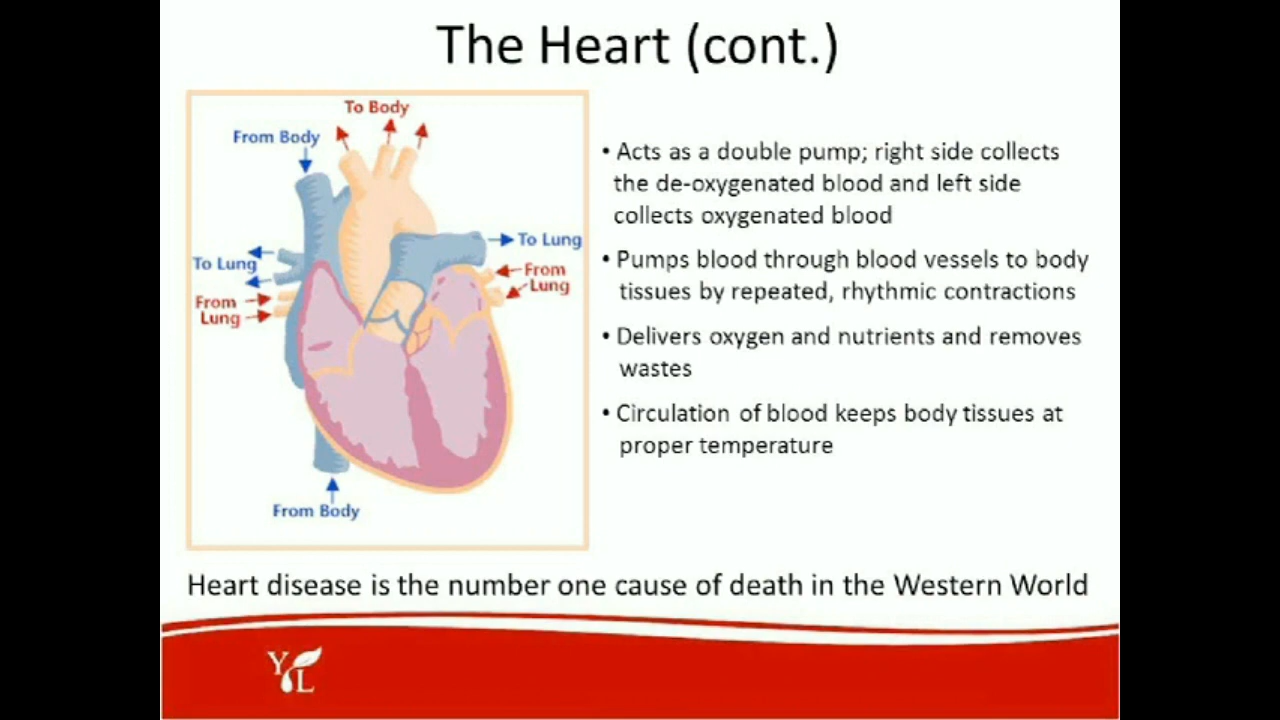 The Heart (cont.)
To Body
From Body
To Lung
To Lung
From
Lung
From
Lung
From Body
• Acts as a double pump; right side collects
the de-oxygenated blood and left side
collects oxygenated blood
• Pumps blood through blood vessels to body
tissues by repeated, rhythmic contractions
• Delivers oxygen and nutrients and removes
wastes
• Circulation of blood keeps body tissues at
proper temperature
Heart disease is the number one cause of death in the Western World
Y L